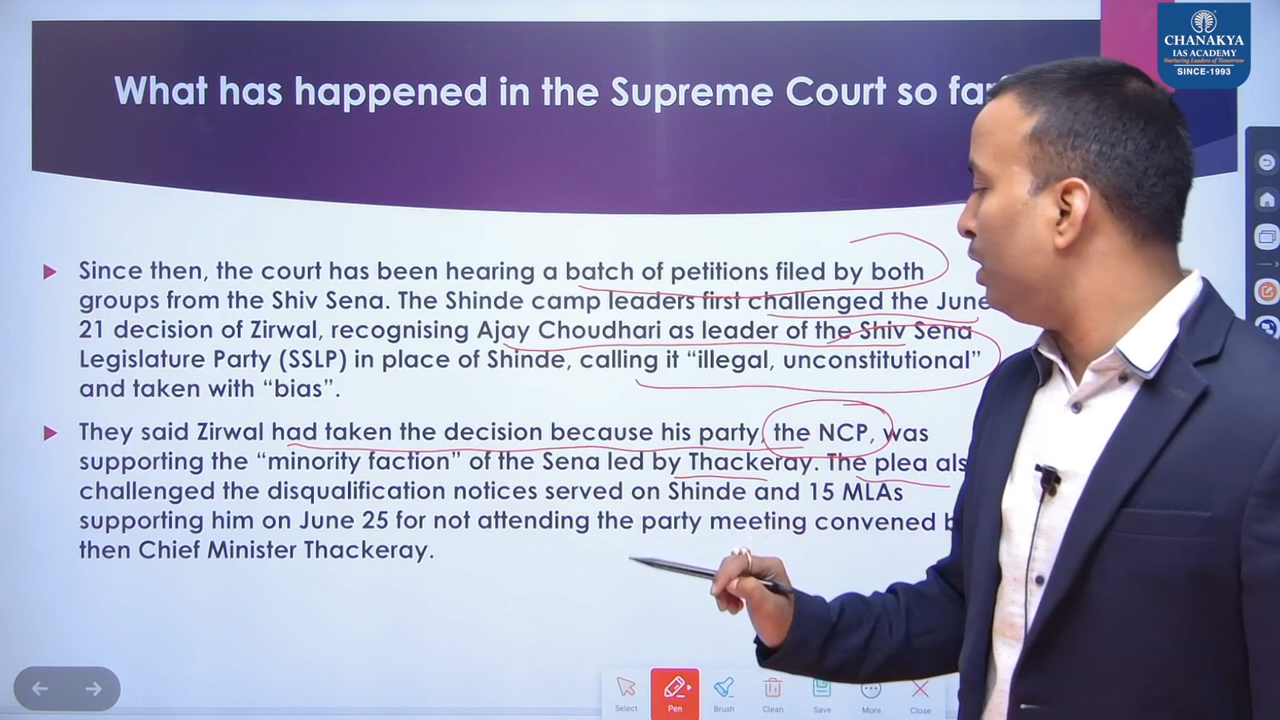 CHANAKYA
IAS ACADEMY
Nurturing Leaders of Tomorrow
SINCE-1993
What has happened in the Supreme Court so far
Since then, the court has been hearing a batch of petitions filed by both
groups from the Shiv Sena. The Shinde camp leaders first challenged the June
21 decision of Zirwal, recognising Ajay Choudhari as leader of the Shiv Sena
Legislature Party (SSLP) in place of Shinde, calling it “illegal, unconstitutional”
and taken with “bias”.
They said Zirwal had taken the decision because his party, the NCP, was
supporting the “minority faction” of the Sena led by Thackeray. The plea als
challenged the disqualification notices served on Shinde and 15 MLAs
supporting him on June 25 for not attending the party meeting convened b
then Chief Minister Thackeray.
Select Pen Brush Clean Save More Close